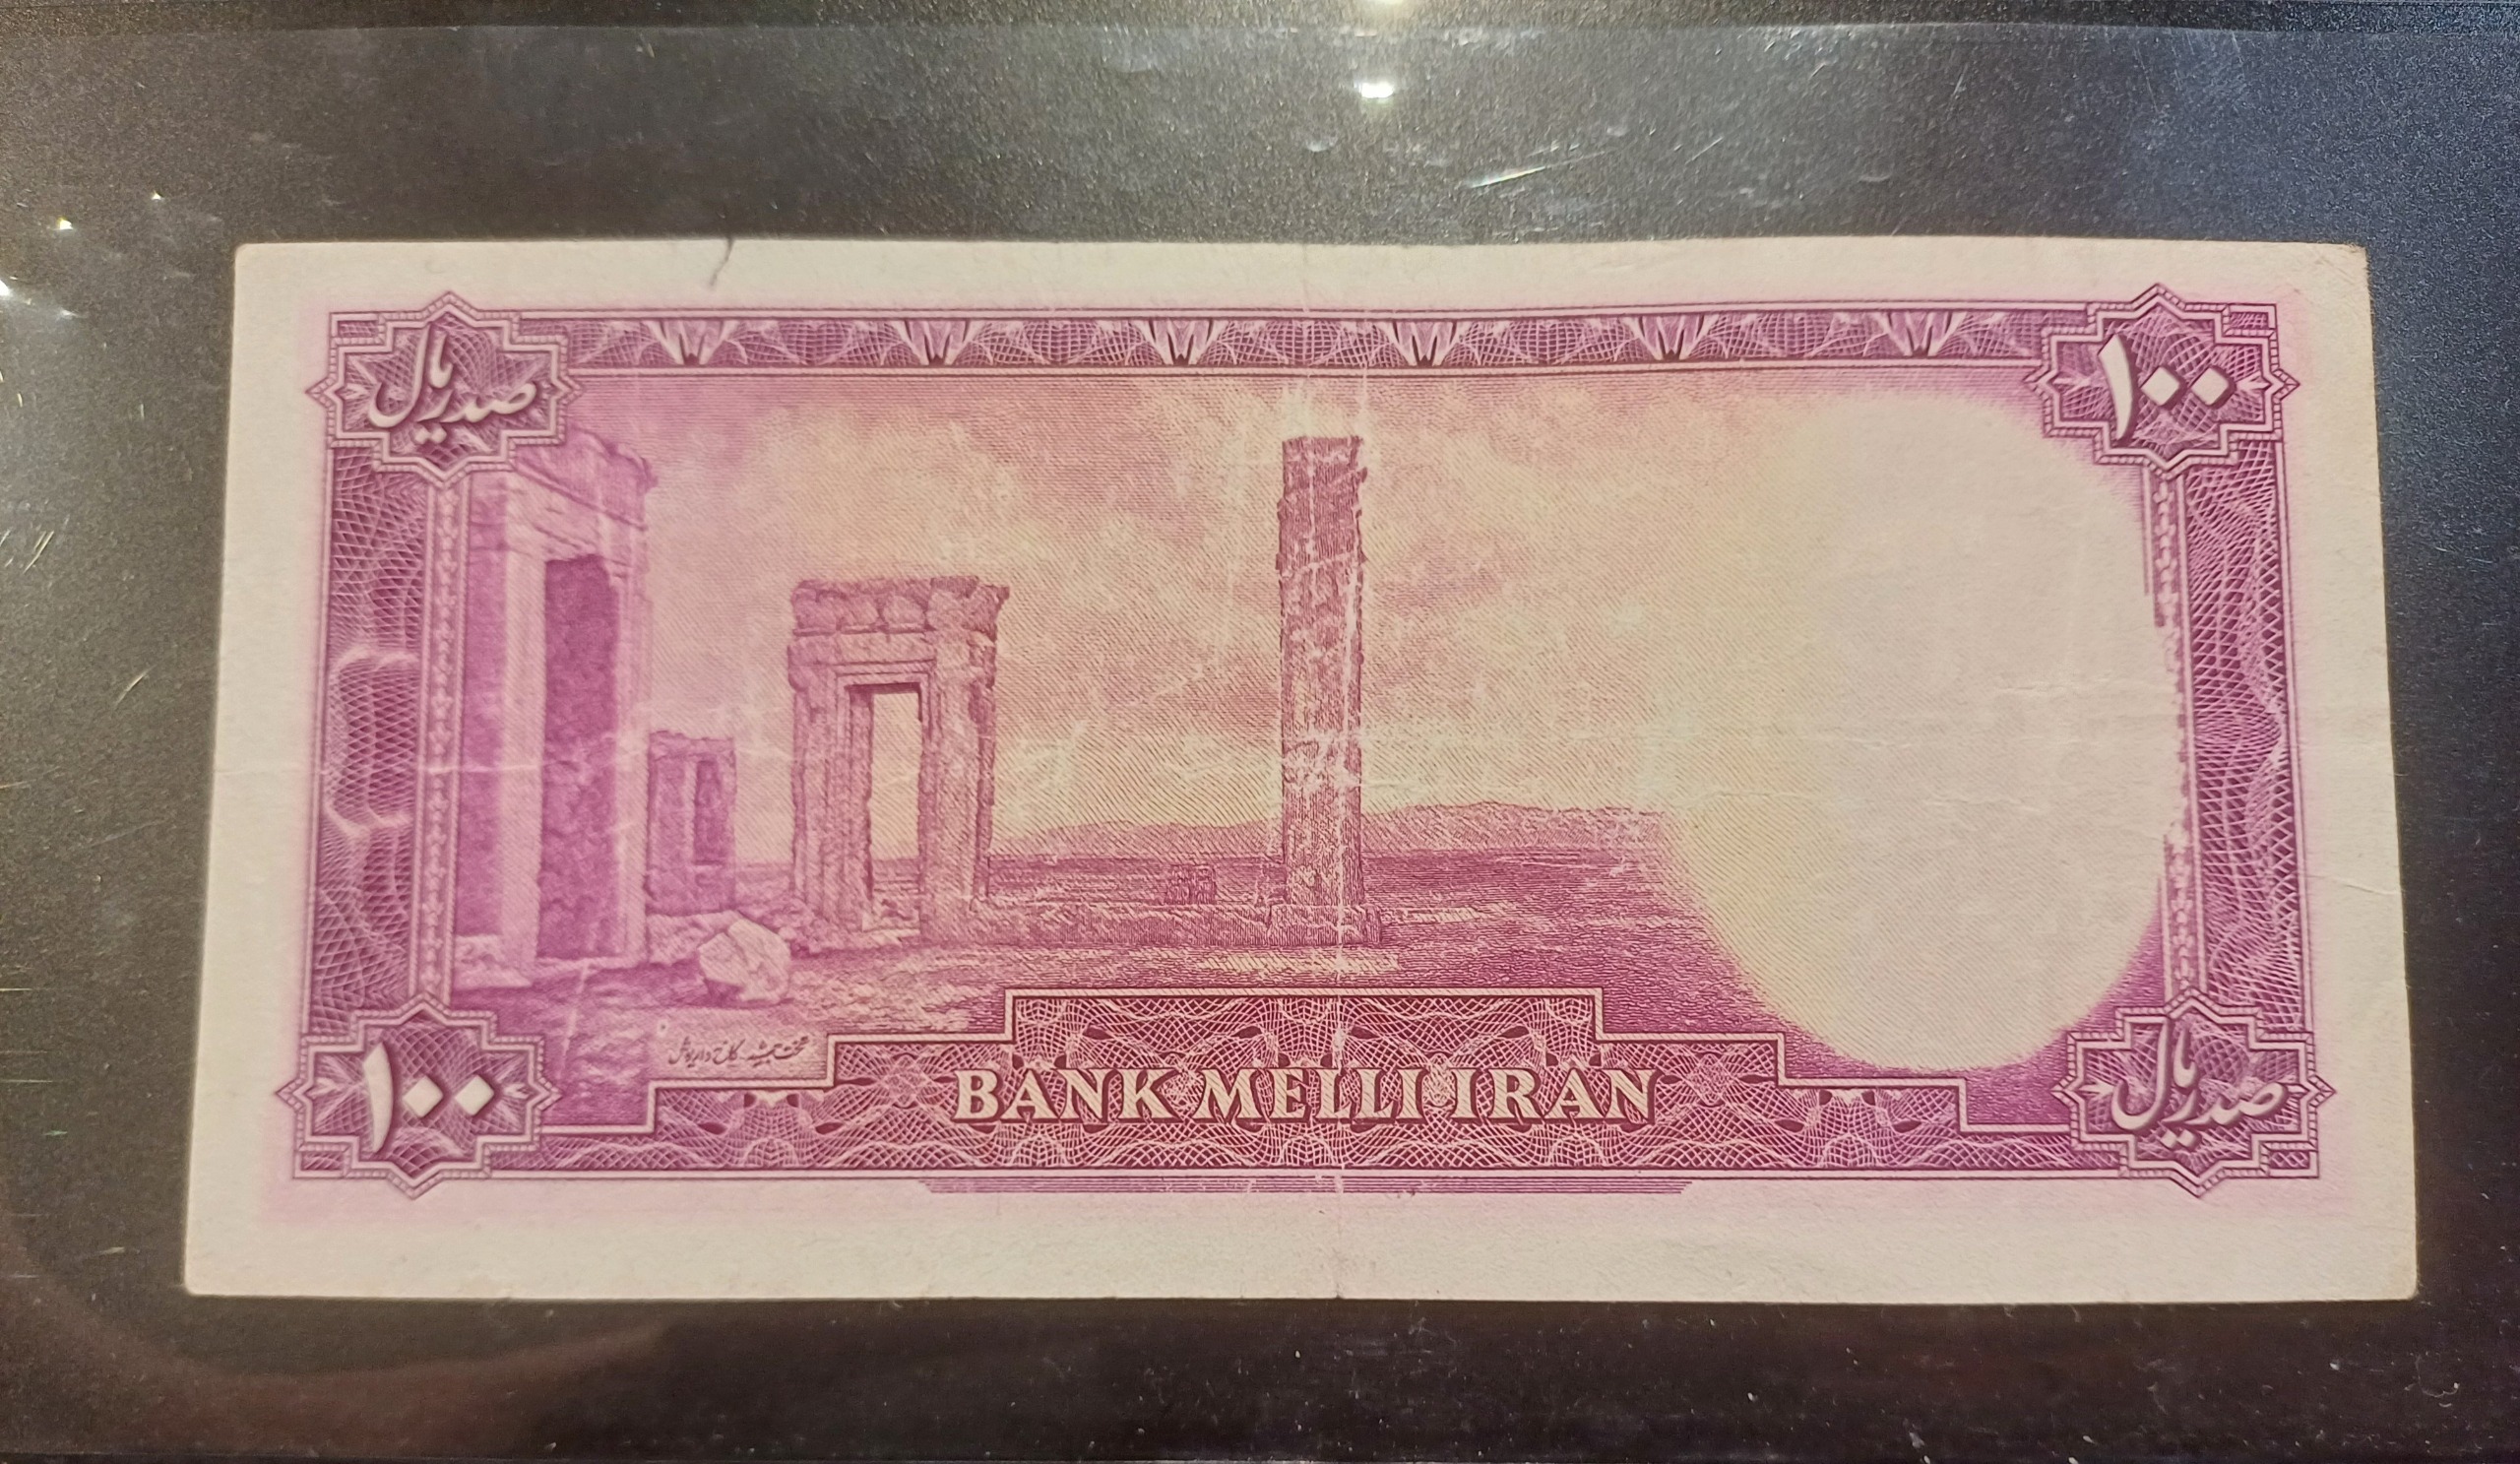 صد ریال
۱۰۰
تخت جمشید. کاخ داریوش
BANK MELLI IRAN
۱۰۰
صد ریال